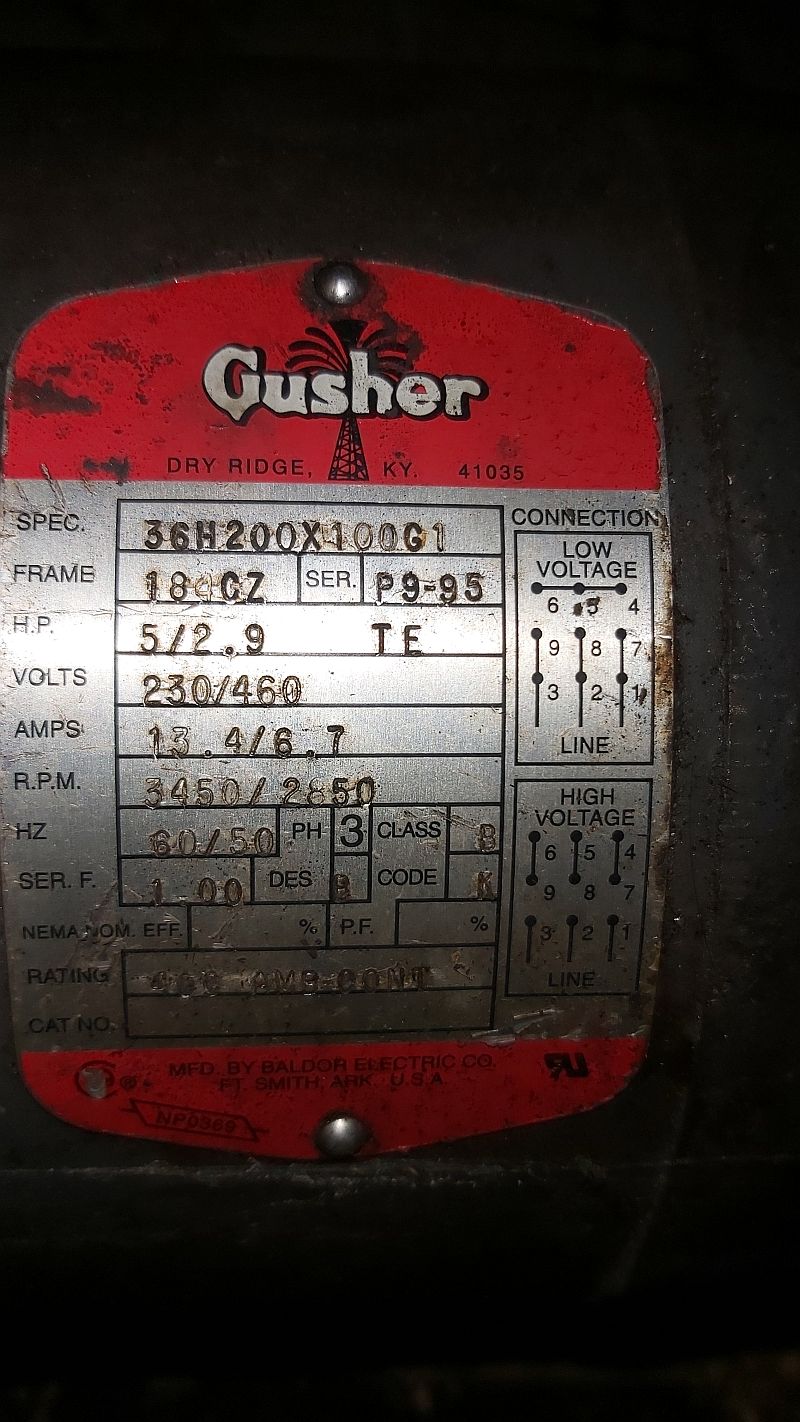 Gusher
DRY RIDGE, KY. 41035
SPEC. 36H200X100G1
FRAME 184CZ SER. P9-95
H.P. 5/2.9 TE
VOLTS 230/460
AMPS 13.4/6.7
R.P.M. 3450/2850
HZ 60/50 PH 3 CLASS B
SER. F. 1.00 DES B CODE K
NEMA NOM. EFF. % P.F. %
RATING 40C AMB-CONT
CAT NO.
CONNECTION
LOW
VOLTAGE
6 5 4
9 8 7
3 2 1
LINE
HIGH
VOLTAGE
6 5 4
9 8 7
3 2 1
LINE
MFD. BY BALDOR ELECTRIC CO.
FT. SMITH, ARK. U.S.A
NP0369